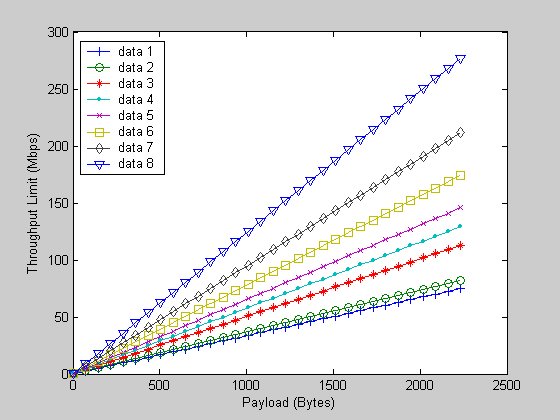 300
250
200
150
100
50
0
Throughput Limit (Mbps)
data 1
data 2
data 3
data 4
data 5
data 6
data 7
data 8
0
500
1000
1500
2000
2500
Payload (Bytes)